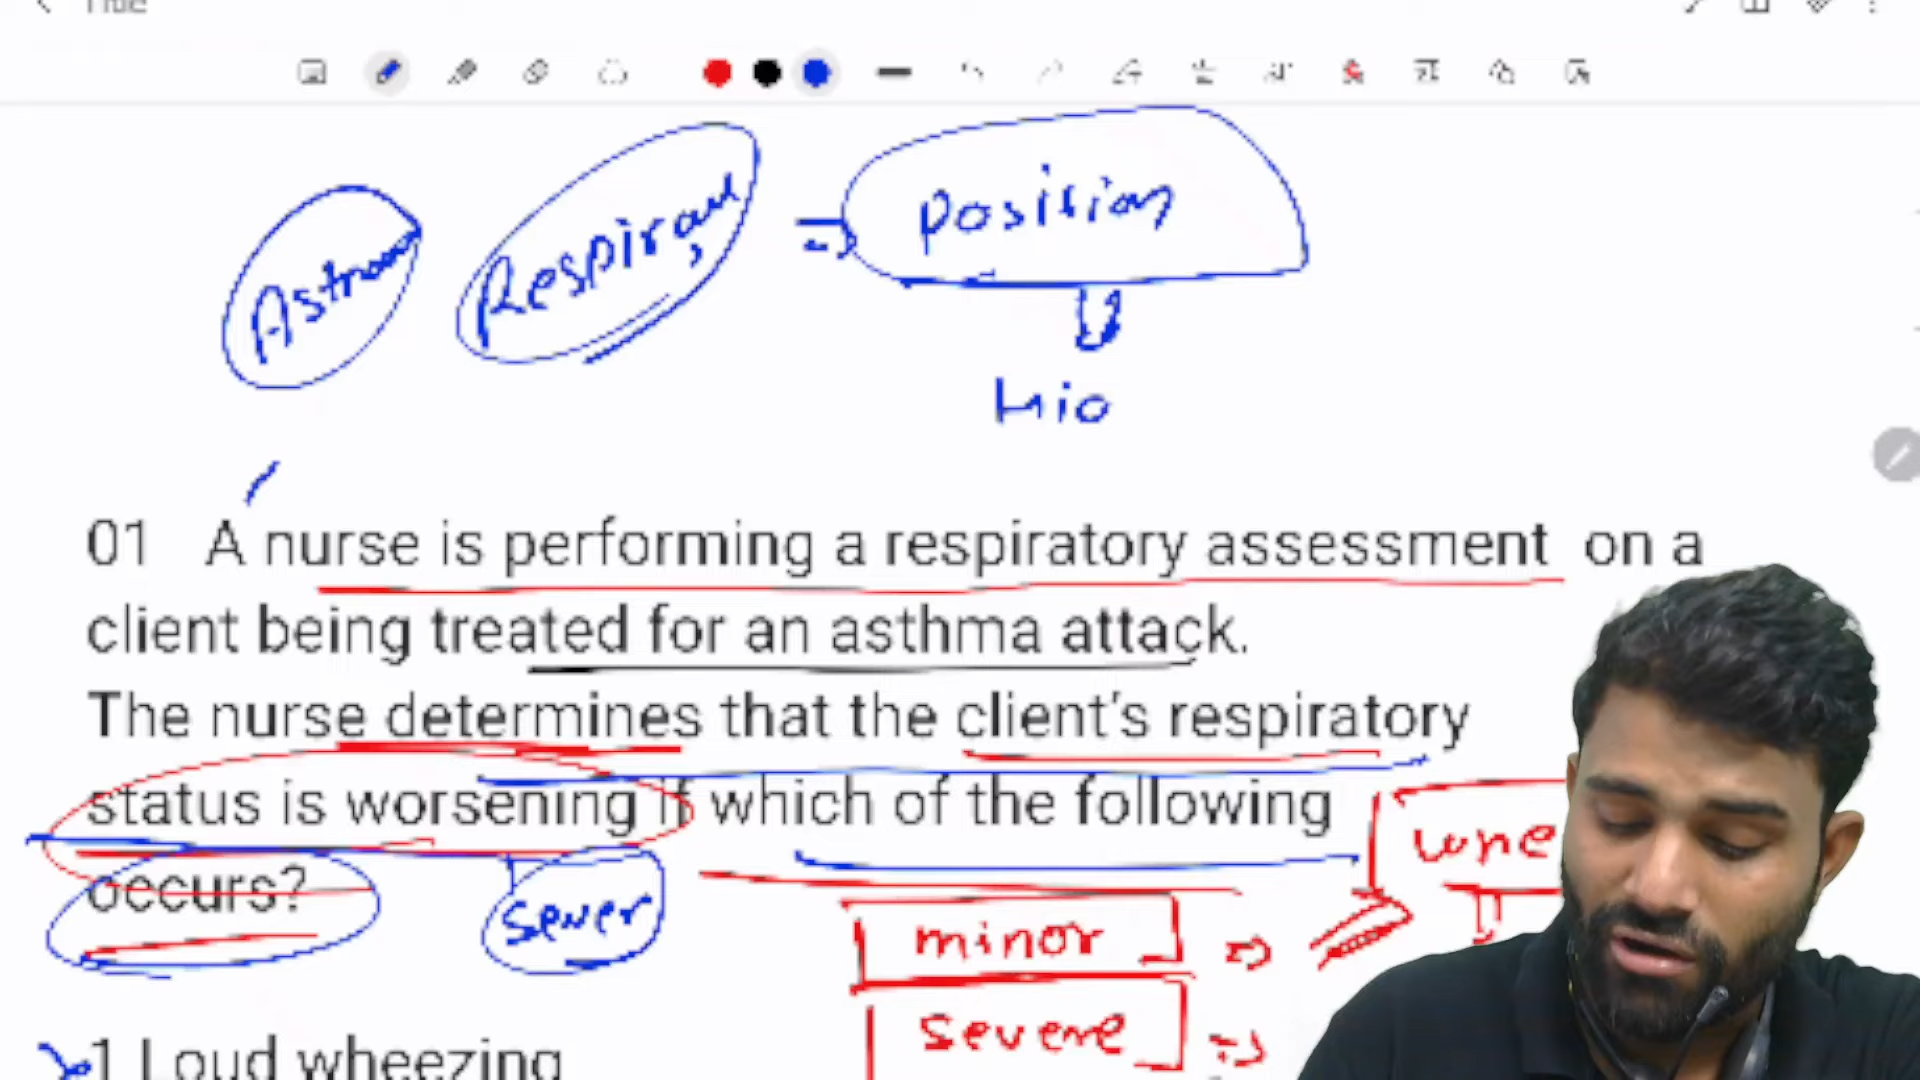 Title
Asthma
Respirau
Position
Hio
01 A nurse is performing a respiratory assessment on a
client being treated for an asthma attack.
The nurse determines that the client's respiratory
status is worsening if which of the following
whe
occurs?
sever
minor
severe
1 Loud wheezing